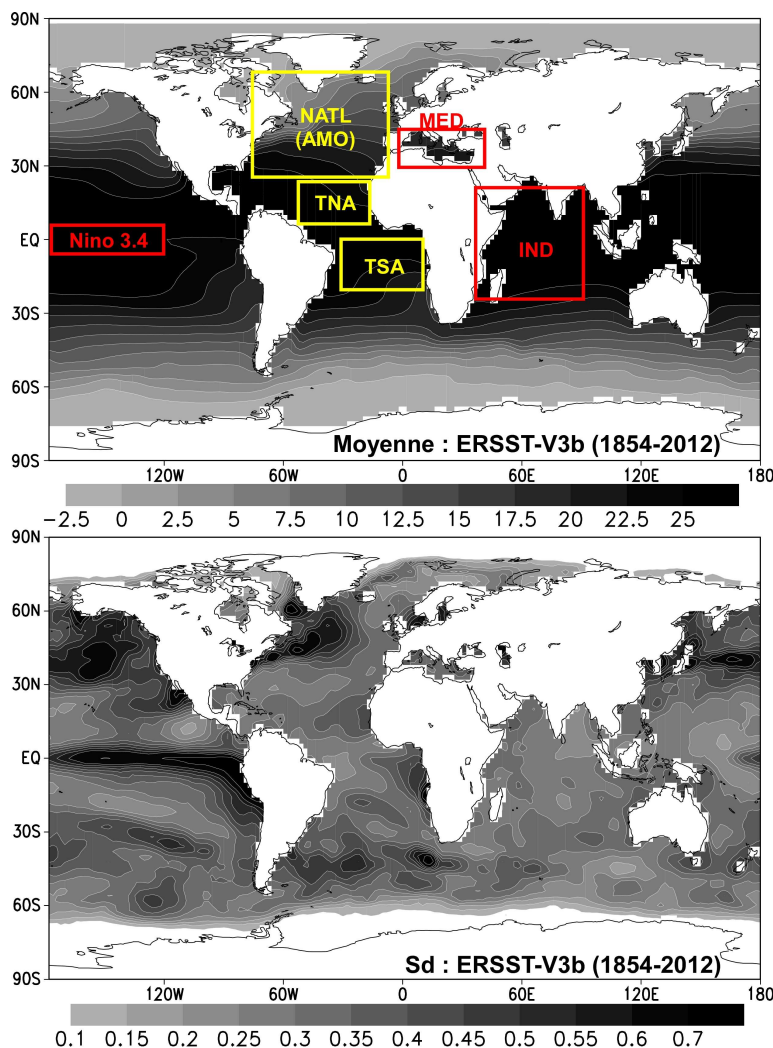 90N
60N
NATL
(AMO)
MED
30N
TNA
Nino 3.4
EQ
TSA
IND
30S
60S
Moyenne : ERSST-V3b (1854-2012)
90S
120W 60W 0 60E 120E 180
−2.5 0 2.5 5 7.5 10 12.5 15 17.5 20 22.5 25
90N
60N
30N
EQ
30S
60S
Sd : ERSST-V3b (1854-2012)
90S
120W 60W 0 60E 120E 180
0.1 0.15 0.2 0.25 0.3 0.35 0.4 0.45 0.5 0.55 0.6 0.7